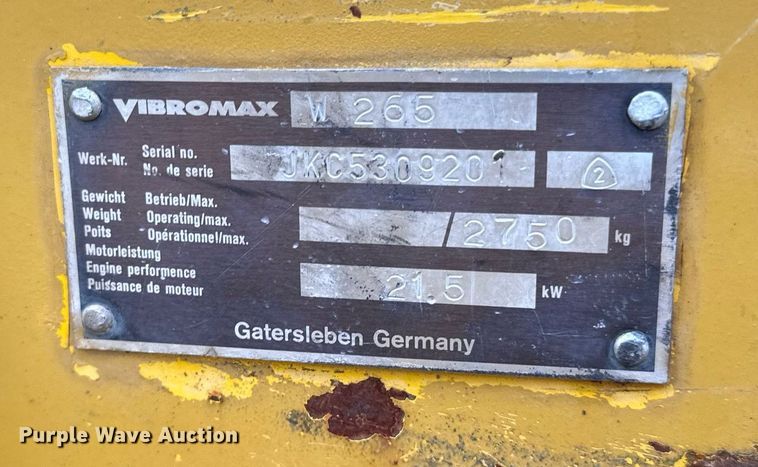 VIBROMAX W 265
Werk-Nr. Serial no. JKC5309201 2
No. de serie
Gewicht Betrieb/Max.
Weight Operating/max. /2750 kg
Poits Opérationnel/max.
Motorleistung
Engine performence 21.5 kW
Puissance de moteur
Gatersleben Germany
Purple Wave Auction